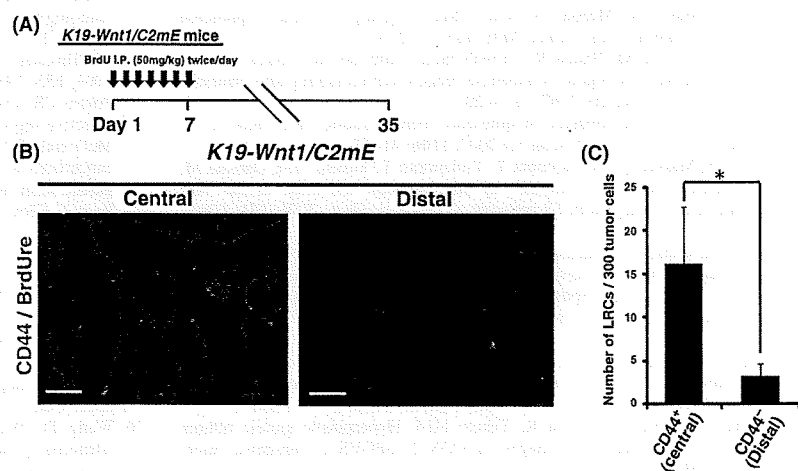 (A)
K19-Wnt1/C2mE mice
BrdU I.P. (50mg/kg) twice/day
Day 1 7 35
(B)
K19-Wnt1/C2mE
Central Distal
CD44 / BrdUre
(C)
Number of LRCs / 300 tumor cells
25
20
15
10
5
0
*
CD44⁺
(central)
CD44⁻
(Distal)